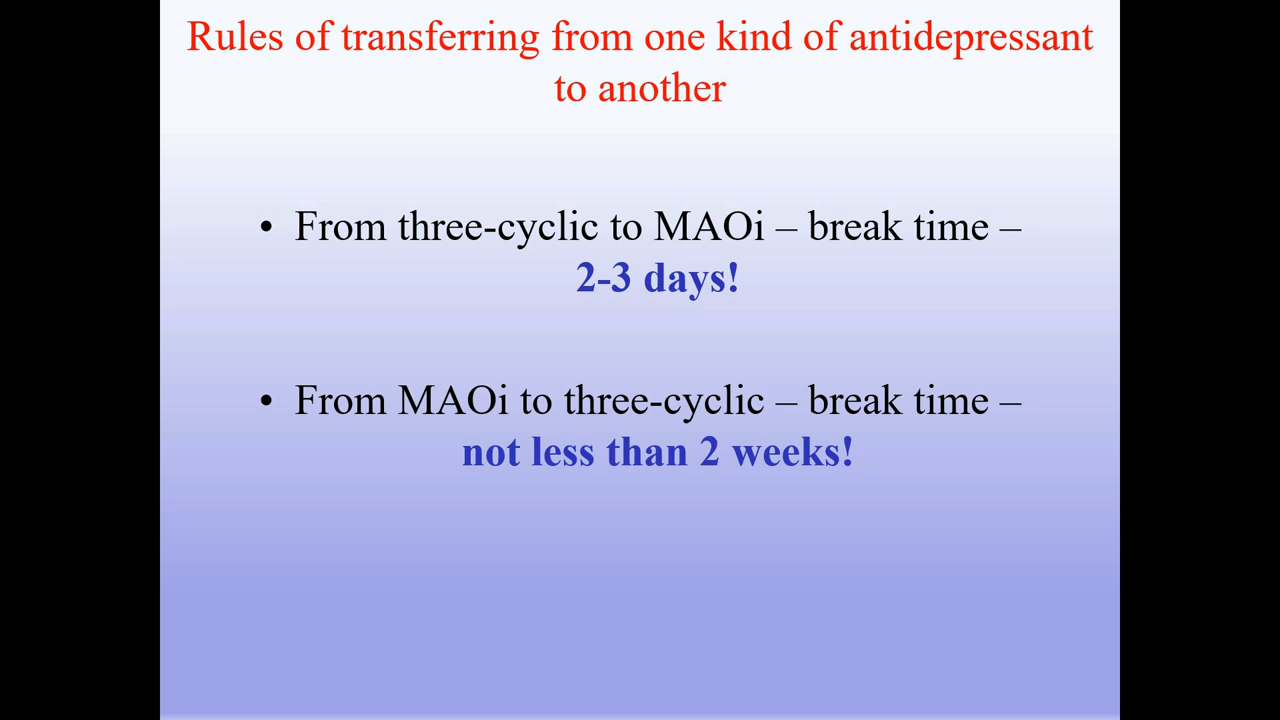 Rules of transferring from one kind of antidepressant
to another
• From three-cyclic to MAOi – break time –
2-3 days!
• From MAOi to three-cyclic – break time –
not less than 2 weeks!